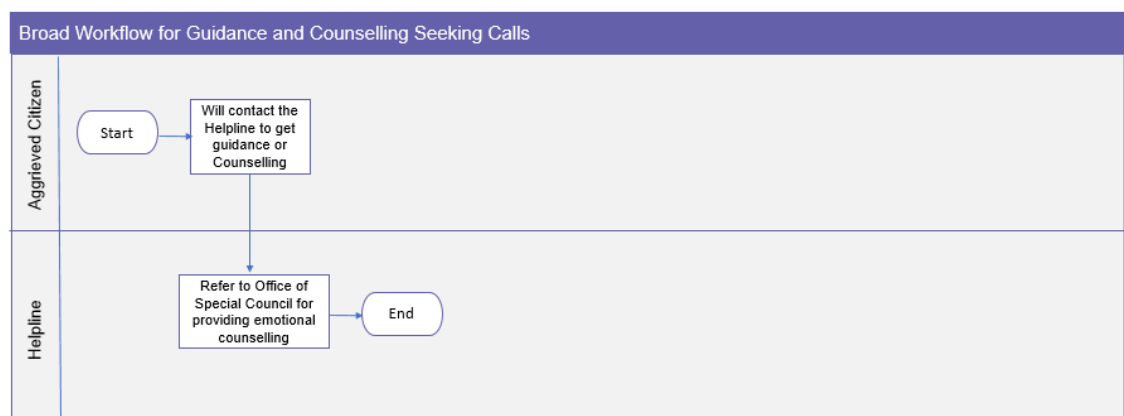 Broad Workflow for Guidance and Counselling Seeking Calls
Aggrieved Citizen
Start
Will contact the
Helpline to get
guidance or
Counselling
Helpline
Refer to Office of
Special Council for
providing emotional
counselling
End